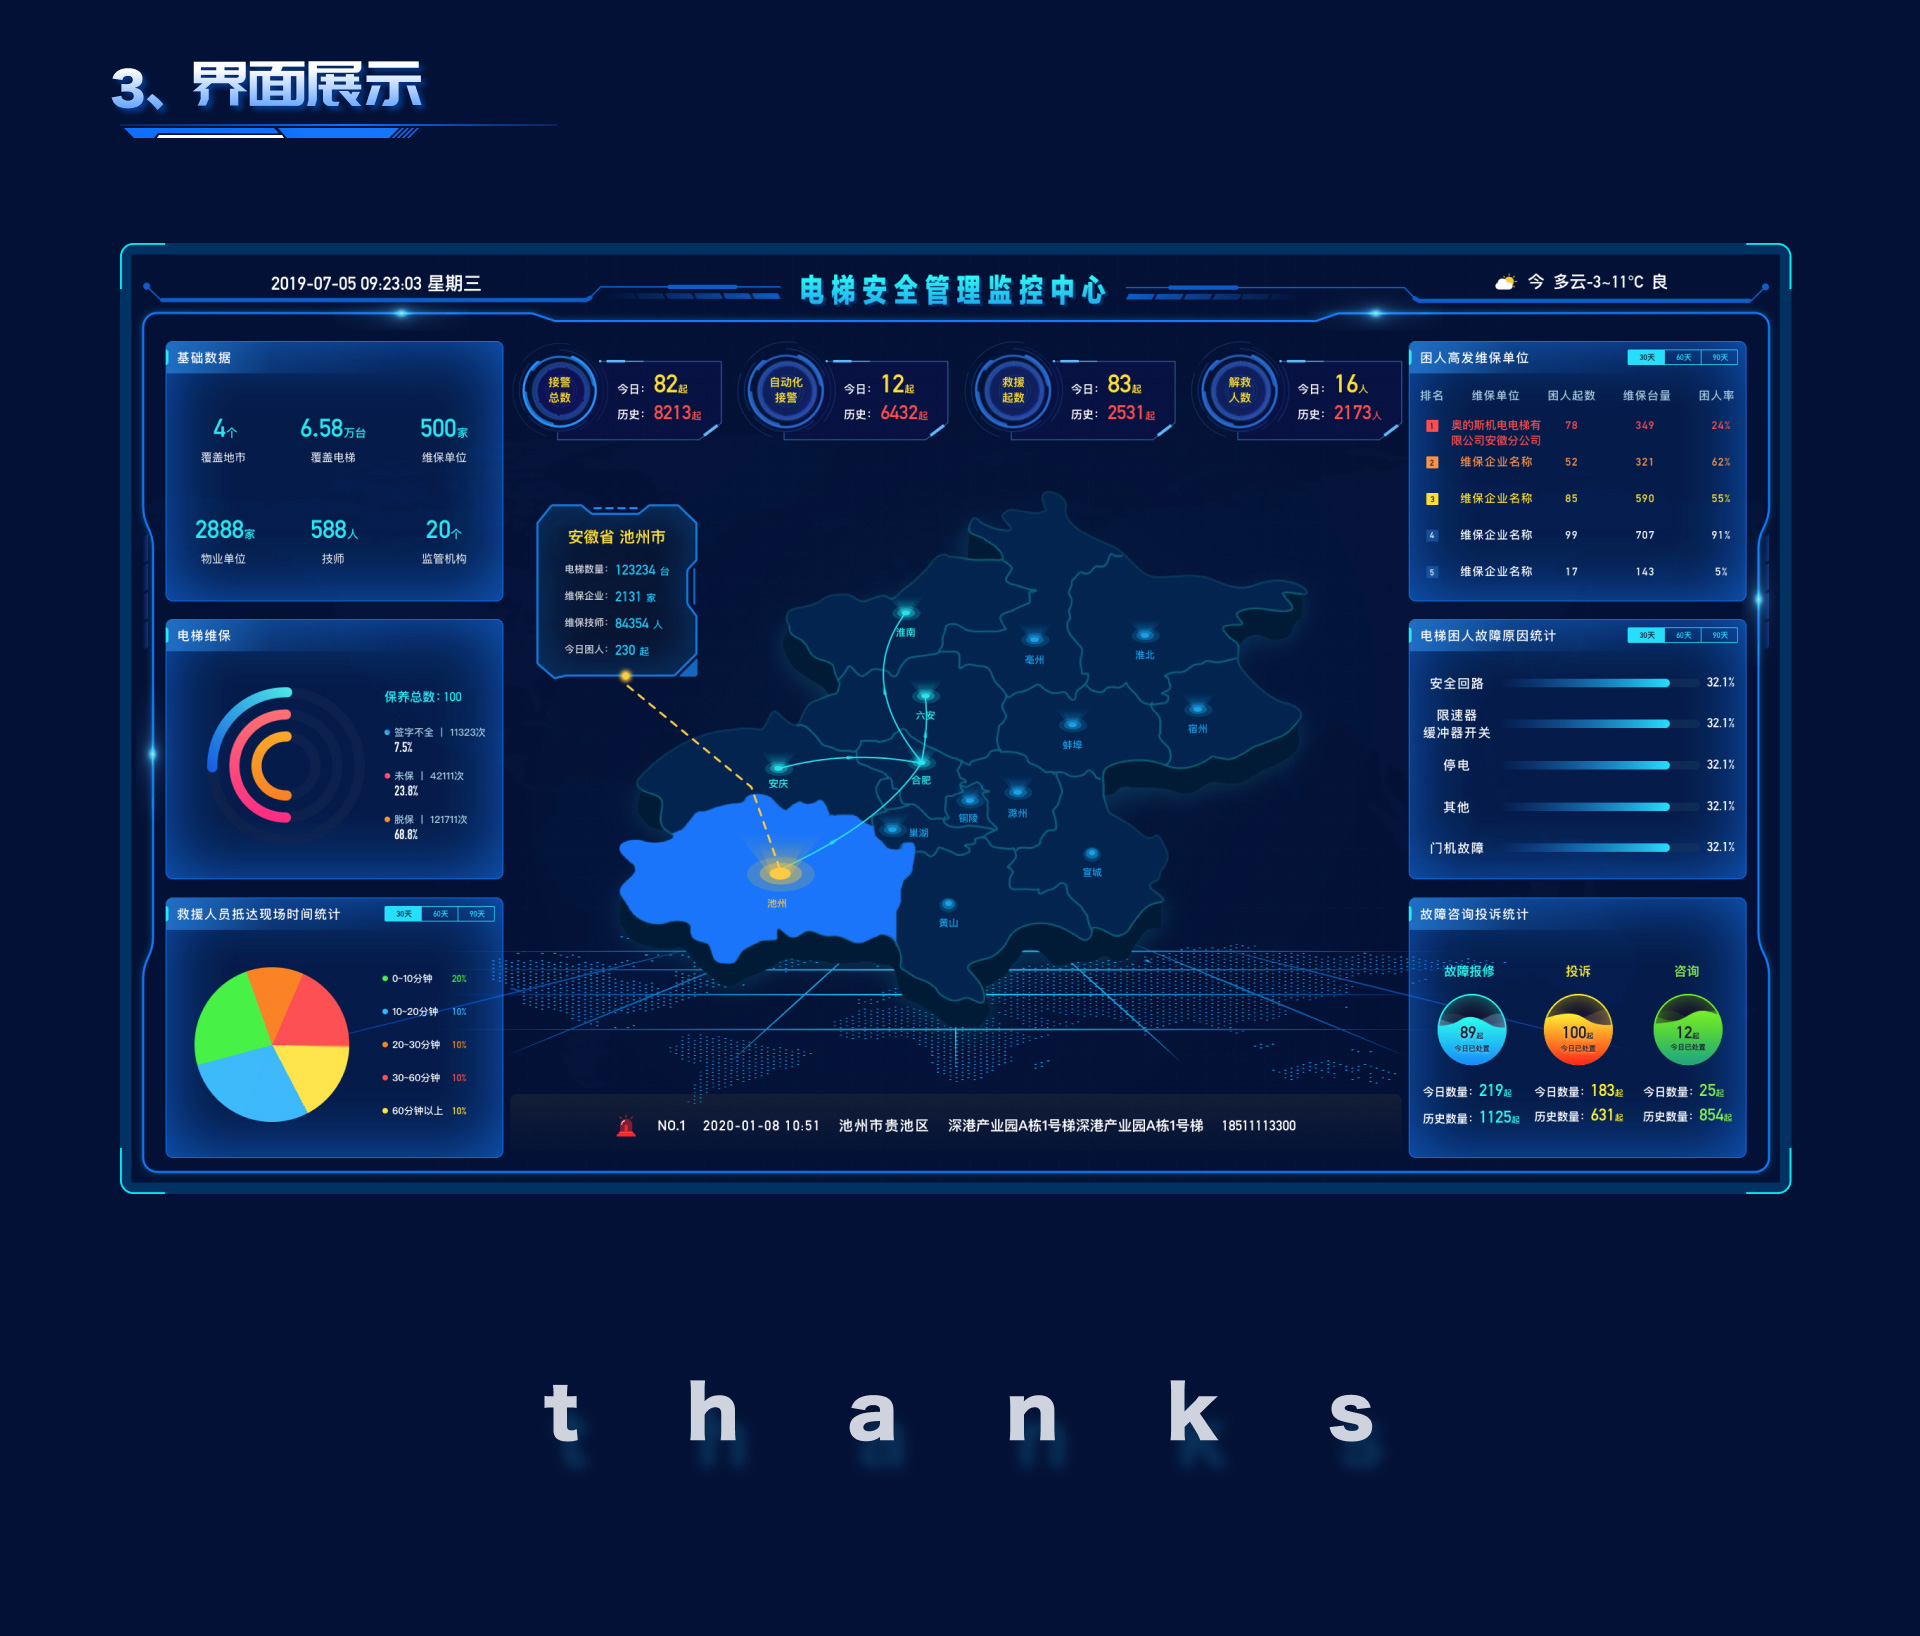 3、界面展示
2019-07-05 09:23:03 星期三
电梯安全管理监控中心
今 多云-3~11°C 良
基础数据
4个
6.58万台
500家
覆盖地市
覆盖电梯
维保单位
2888家
588人
20个
物业单位
技师
监管机构
电梯维保
保养总数：100
签字不全 | 11323次
7.5%
未保 | 42111次
23.8%
脱保 | 121711次
68.8%
救援人员抵达现场时间统计
30天 60天 90天
0-10分钟 20%
10-20分钟 10%
20-30分钟 10%
30-60分钟 10%
60分钟以上 10%
接警
总数
今日：82起
历史：8213起
自动化
接警
今日：12起
历史：6432起
救援
起数
今日：83起
历史：2531起
解救
人数
今日：16人
历史：2173人
安徽省 池州市
电梯数量：123234 台
维保企业：2131 家
维保技师：84354 人
今日困人：230 起
淮南
亳州
淮北
六安
宿州
蚌埠
安庆
合肥
铜陵
滁州
巢湖
宣城
池州
黄山
NO.1 2020-01-08 10:51 池州市贵池区 深港产业园A栋1号梯深港产业园A栋1号梯 18511113300
困人高发维保单位
30天 60天 90天
排名 维保单位 困人起数 维保台量 困人率
1 奥的斯机电电梯有 78 349 24%
限公司安徽分公司
2 维保企业名称 52 321 62%
3 维保企业名称 85 590 55%
4 维保企业名称 99 707 91%
5 维保企业名称 17 143 5%
电梯困人故障原因统计
30天 60天 90天
安全回路 32.1%
限速器
缓冲器开关 32.1%
停电 32.1%
其他 32.1%
门机故障 32.1%
故障咨询投诉统计
故障报修
投诉
咨询
89起
今日已处置
100起
今日已处置
12起
今日已处置
今日数量：219起
今日数量：183起
今日数量：25起
历史数量：1125起
历史数量：631起
历史数量：854起
thanks